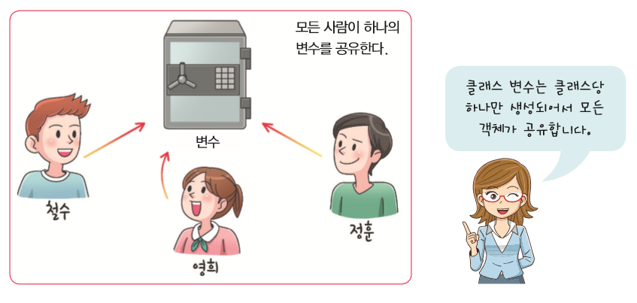 모든 사람이 하나의
변수를 공유한다.
변수
철수
영희
정훈
클래스 변수는 클래스당
하나만 생성되어서 모든
객체가 공유합니다.